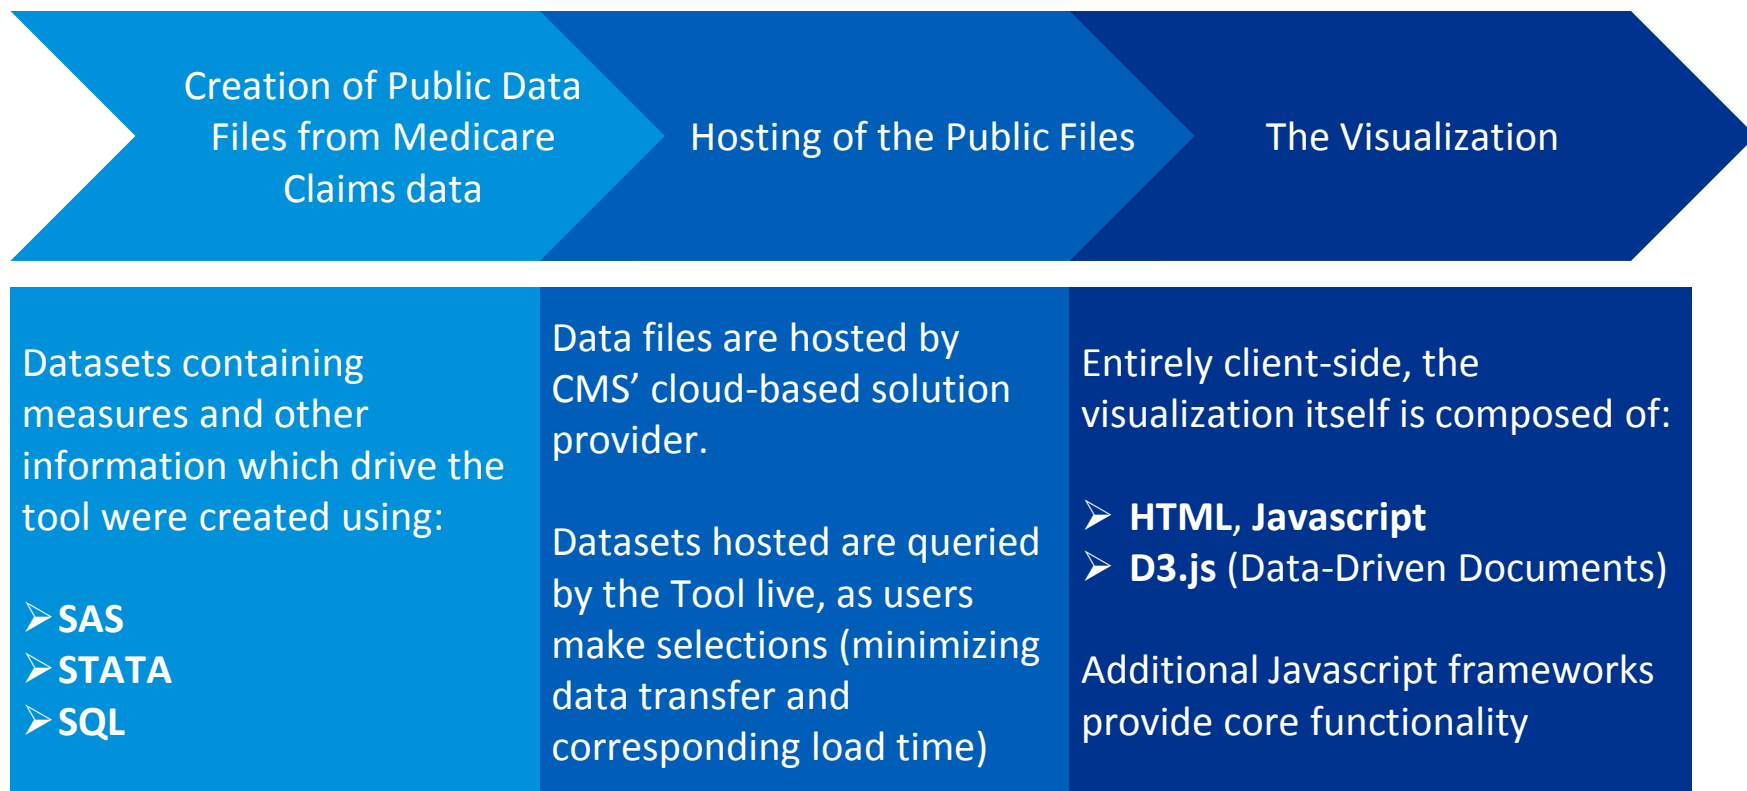 Creation of Public Data
Files from Medicare
Claims data
Hosting of the Public Files
The Visualization
Datasets containing
measures and other
information which drive the
tool were created using:
➢ SAS
➢ STATA
➢ SQL
Data files are hosted by
CMS’ cloud-based solution
provider.
Datasets hosted are queried
by the Tool live, as users
make selections (minimizing
data transfer and
corresponding load time)
Entirely client-side, the
visualization itself is composed of:
➢ HTML, Javascript
➢ D3.js (Data-Driven Documents)
Additional Javascript frameworks
provide core functionality